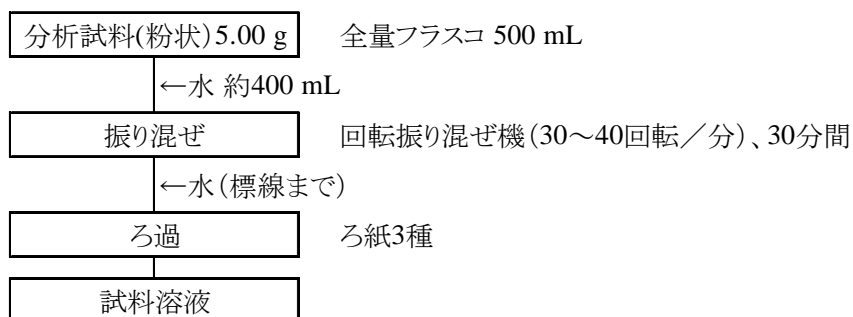 分析試料(粉状)5.00 g 全量フラスコ 500 mL
←水 約400 mL
振り混ぜ 回転振り混ぜ機(30～40回転／分)、30分間
←水(標線まで)
ろ過 ろ紙3種
試料溶液